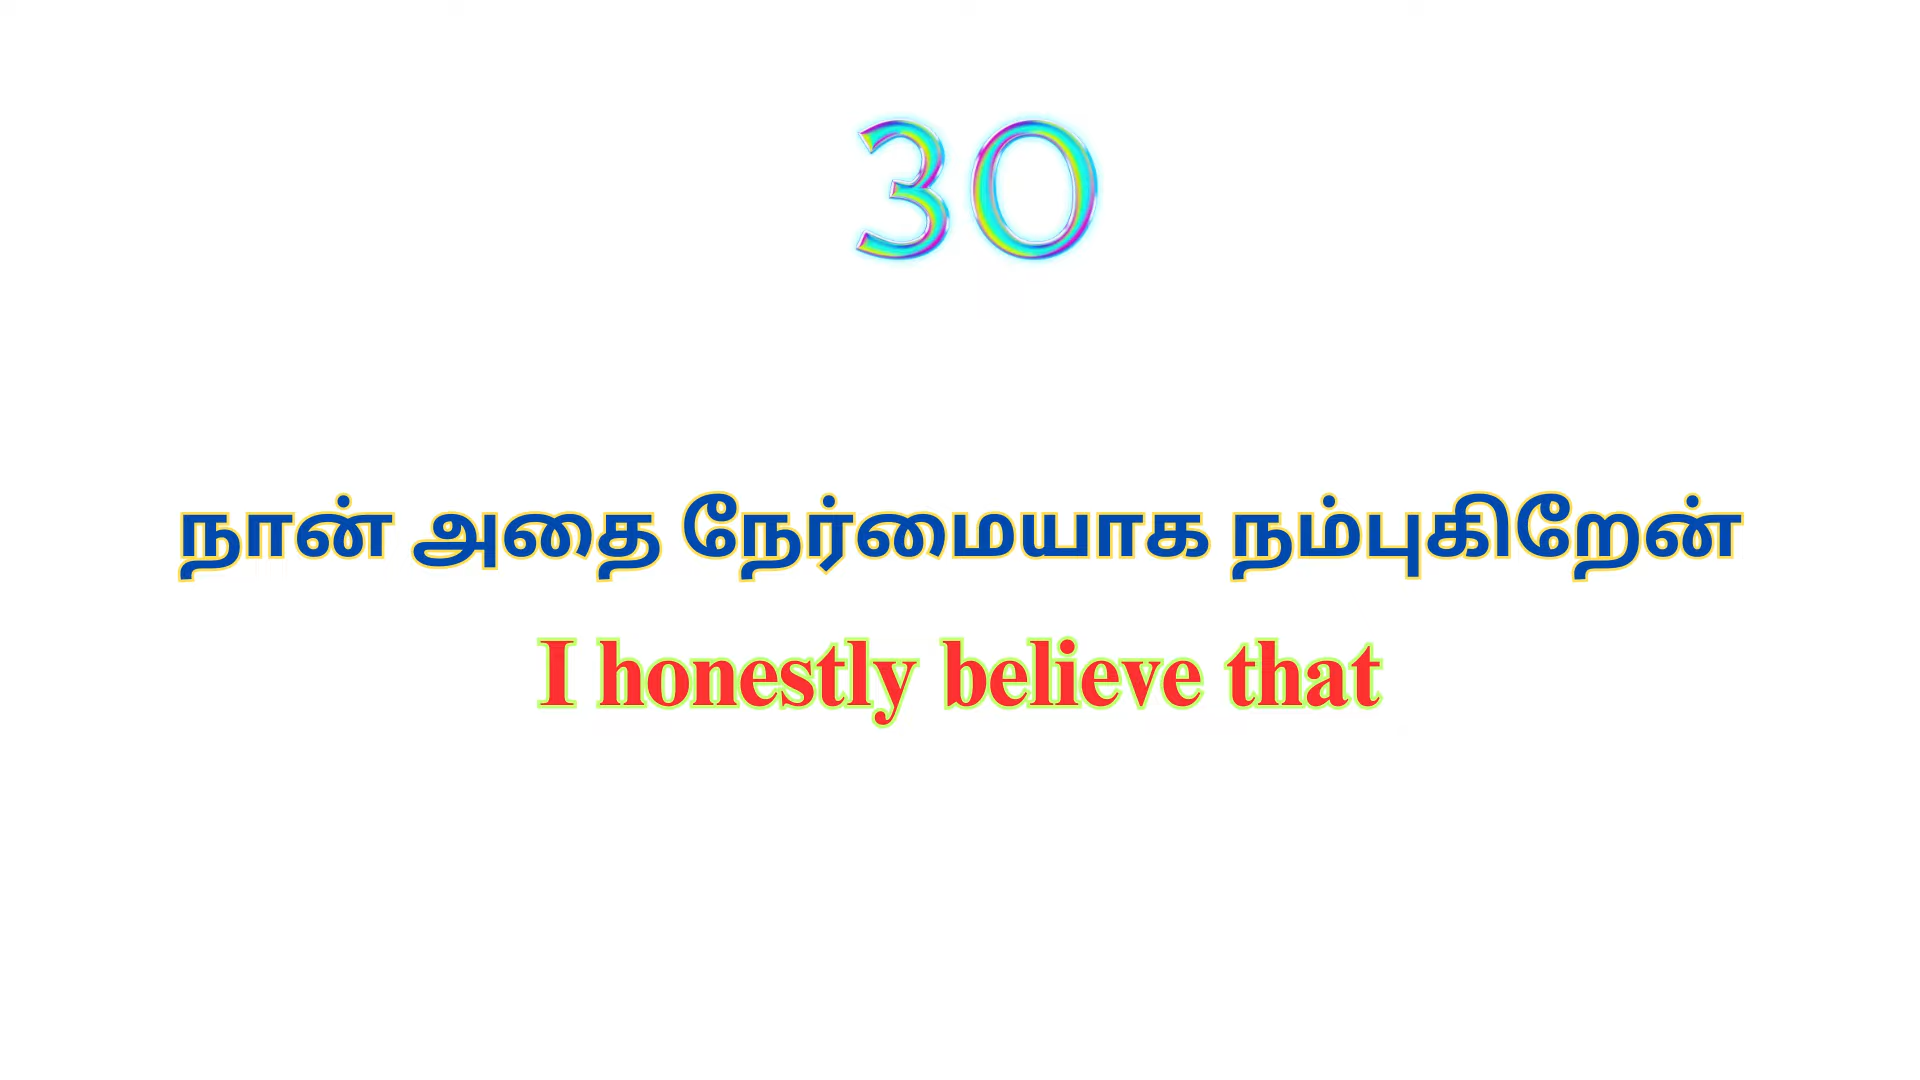 30
நான் அதை நேர்மையாக நம்புகிறேன்
I honestly believe that